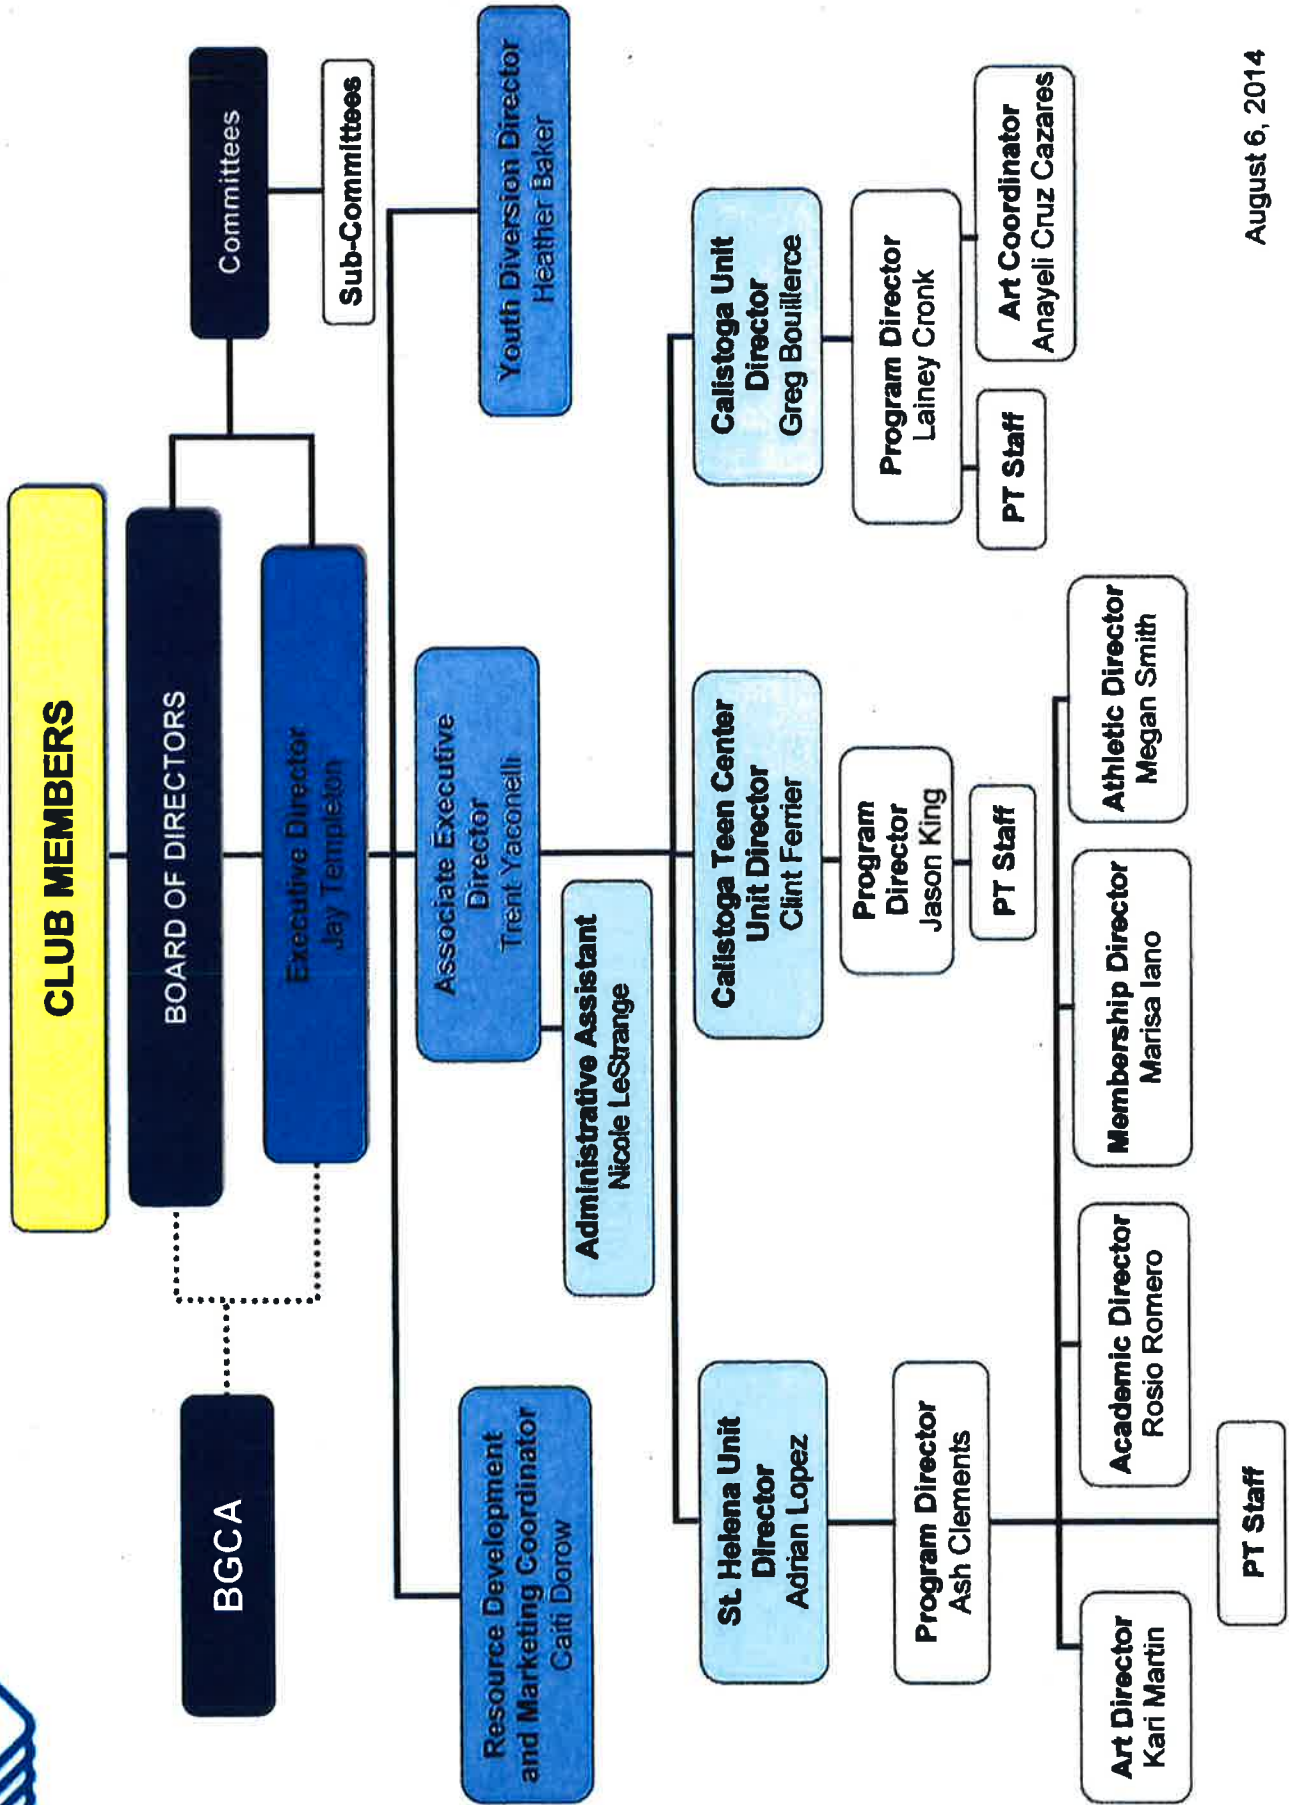 CLUB MEMBERS
BGCA
BOARD OF DIRECTORS
Committees
Executive Director
Jay Templeton
Sub-Committees
Resource Development
and Marketing Coordinator
Caiti Dorow
Associate Executive
Director
Trent Yaconelli
Youth Diversion Director
Heather Baker
Administrative Assistant
Nicole LeStrange
St. Helena Unit
Director
Adrian Lopez
Calistoga Teen Center
Unit Director
Clint Ferrier
Calistoga Unit
Director
Greg Bouillerce
Program Director
Ash Clements
Program
Director
Jason King
Program Director
Lainey Cronk
PT Staff
PT Staff
Art Coordinator
Anayeli Cruz Cazares
Art Director
Kari Martin
Academic Director
Rosio Romero
Membership Director
Marisa Iano
Athletic Director
Megan Smith
PT Staff
August 6, 2014